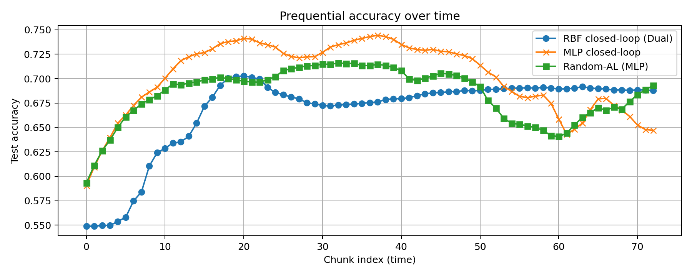 Prequential accuracy over time
Test accuracy
0.750
0.725
0.700
0.675
0.650
0.625
0.600
0.575
0.550
RBF closed-loop (Dual)
MLP closed-loop
Random-AL (MLP)
0
10
20
30
40
50
60
70
Chunk index (time)